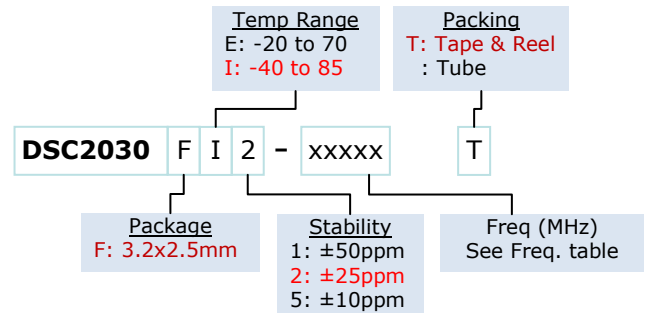 Temp Range
E: -20 to 70
I: -40 to 85
Packing
T: Tape & Reel
: Tube
DSC2030 F I 2 – xxxxx T
Package
F: 3.2x2.5mm
Stability
1: ±50ppm
2: ±25ppm
5: ±10ppm
Freq (MHz)
See Freq. table